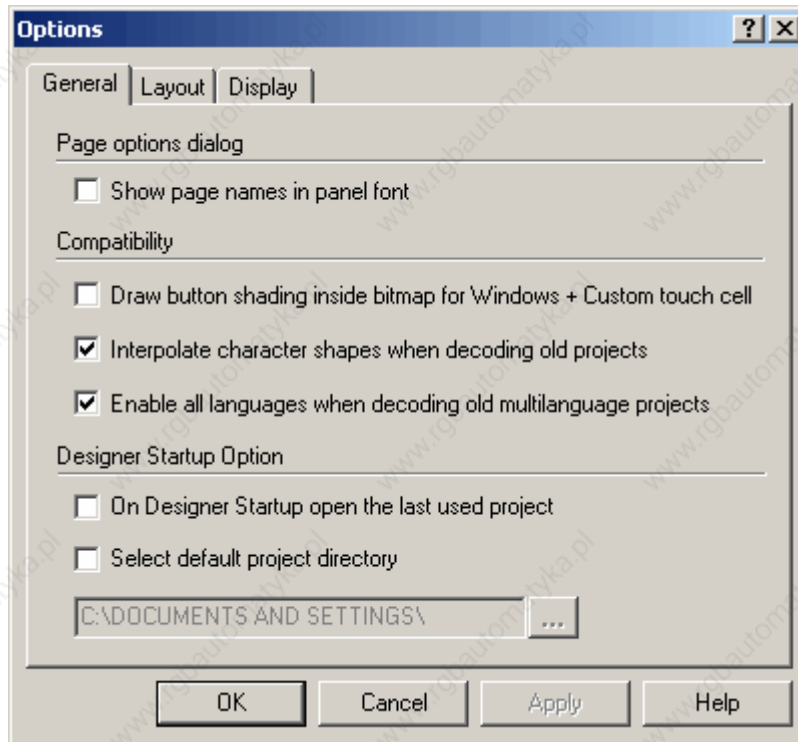 Options
General Layout Display
Page options dialog
Show page names in panel font
Compatibility
Draw button shading inside bitmap for Windows + Custom touch cell
Interpolate character shapes when decoding old projects
Enable all languages when decoding old multilanguage projects
Designer Startup Option
On Designer Startup open the last used project
Select default project directory
C:\DOCUMENTS AND SETTINGS\ ...
OK Cancel Apply Help
www.rgbautomatyka.pl